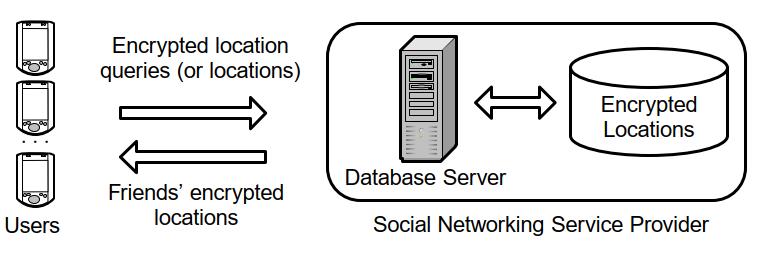 Encrypted location
queries (or locations)
Friends' encrypted
locations
Users
. . .
Database Server
Encrypted
Locations
Social Networking Service Provider